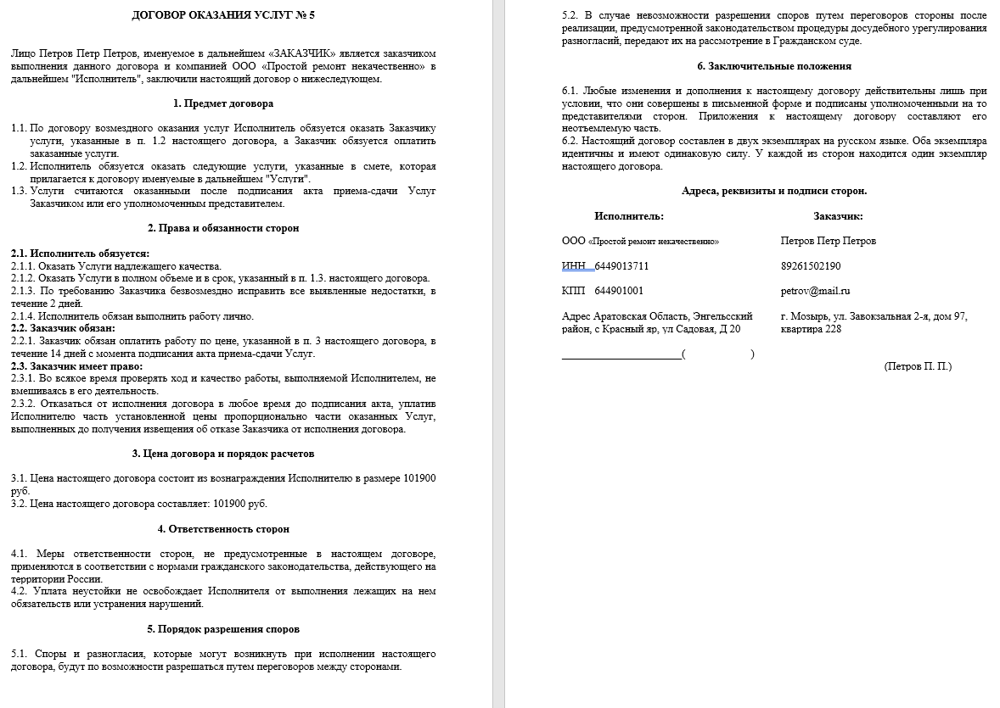 ДОГОВОР ОКАЗАНИЯ УСЛУГ № 5
Лицо Петров Петр Петров, именуемое в дальнейшем «ЗАКАЗЧИК» является заказчиком
выполнения данного договора и компанией ООО «Простой ремонт некачественно» в
дальнейшем "Исполнитель", заключили настоящий договор о нижеследующем.
1. Предмет договора
1.1. По договору возмездного оказания услуг Исполнитель обязуется оказать Заказчику
услуги, указанные в п. 1.2 настоящего договора, а Заказчик обязуется оплатить
заказанные услуги.
1.2. Исполнитель обязуется оказать следующие услуги, указанные в смете, которая
прилагается к договору именуемые в дальнейшем "Услуги".
1.3. Услуги считаются оказанными после подписания акта приема-сдачи Услуг
Заказчиком или его уполномоченным представителем.
2. Права и обязанности сторон
2.1. Исполнитель обязуется:
2.1.1. Оказать Услуги надлежащего качества.
2.1.2. Оказать Услуги в полном объеме и в срок, указанный в п. 1.3. настоящего договора.
2.1.3. По требованию Заказчика безвозмездно исправить все выявленные недостатки, в
течение 2 дней.
2.1.4. Исполнитель обязан выполнить работу лично.
2.2. Заказчик обязан:
2.2.1. Заказчик обязан оплатить работу по цене, указанной в п. 3 настоящего договора, в
течение 14 дней с момента подписания акта приема-сдачи Услуг.
2.3. Заказчик имеет право:
2.3.1. Во всякое время проверять ход и качество работы, выполняемой Исполнителем, не
вмешиваясь в его деятельность.
2.3.2. Отказаться от исполнения договора в любое время до подписания акта, уплатив
Исполнителю часть установленной цены пропорционально части оказанных Услуг,
выполненных до получения извещения об отказе Заказчика от исполнения договора.
3. Цена договора и порядок расчетов
3.1. Цена настоящего договора состоит из вознаграждения Исполнителю в размере 101900
руб.
3.2. Цена настоящего договора составляет: 101900 руб.
4. Ответственность сторон
4.1. Меры ответственности сторон, не предусмотренные в настоящем договоре,
применяются в соответствии с нормами гражданского законодательства, действующего на
территории России.
4.2. Уплата неустойки не освобождает Исполнителя от выполнения лежащих на нем
обязательств или устранения нарушений.
5. Порядок разрешения споров
5.1. Споры и разногласия, которые могут возникнуть при исполнении настоящего
договора, будут по возможности разрешаться путем переговоров между сторонами.
5.2. В случае невозможности разрешения споров путем переговоров стороны после
реализации, предусмотренной законодательством процедуры досудебного урегулирования
разногласий, передают их на рассмотрение в Гражданском суде.
6. Заключительные положения
6.1. Любые изменения и дополнения к настоящему договору действительны лишь при
условии, что они совершены в письменной форме и подписаны уполномоченными на то
представителями сторон. Приложения к настоящему договору составляют его
неотъемлемую часть.
6.2. Настоящий договор составлен в двух экземплярах на русском языке. Оба экземпляра
идентичны и имеют одинаковую силу. У каждой из сторон находится один экземпляр
настоящего договора.
Адреса, реквизиты и подписи сторон.
Исполнитель: Заказчик:
ООО «Простой ремонт некачественно» Петров Петр Петров
ИНН 6449013711 89261502190
КПП 644901001 petrov@mail.ru
Адрес Аратовская Область, Энгельсский г. Мозырь, ул. Завокзальная 2-я, дом 97,
район, с Красный яр, ул Садовая, Д 20 квартира 228
______________________( )
(Петров П. П.)